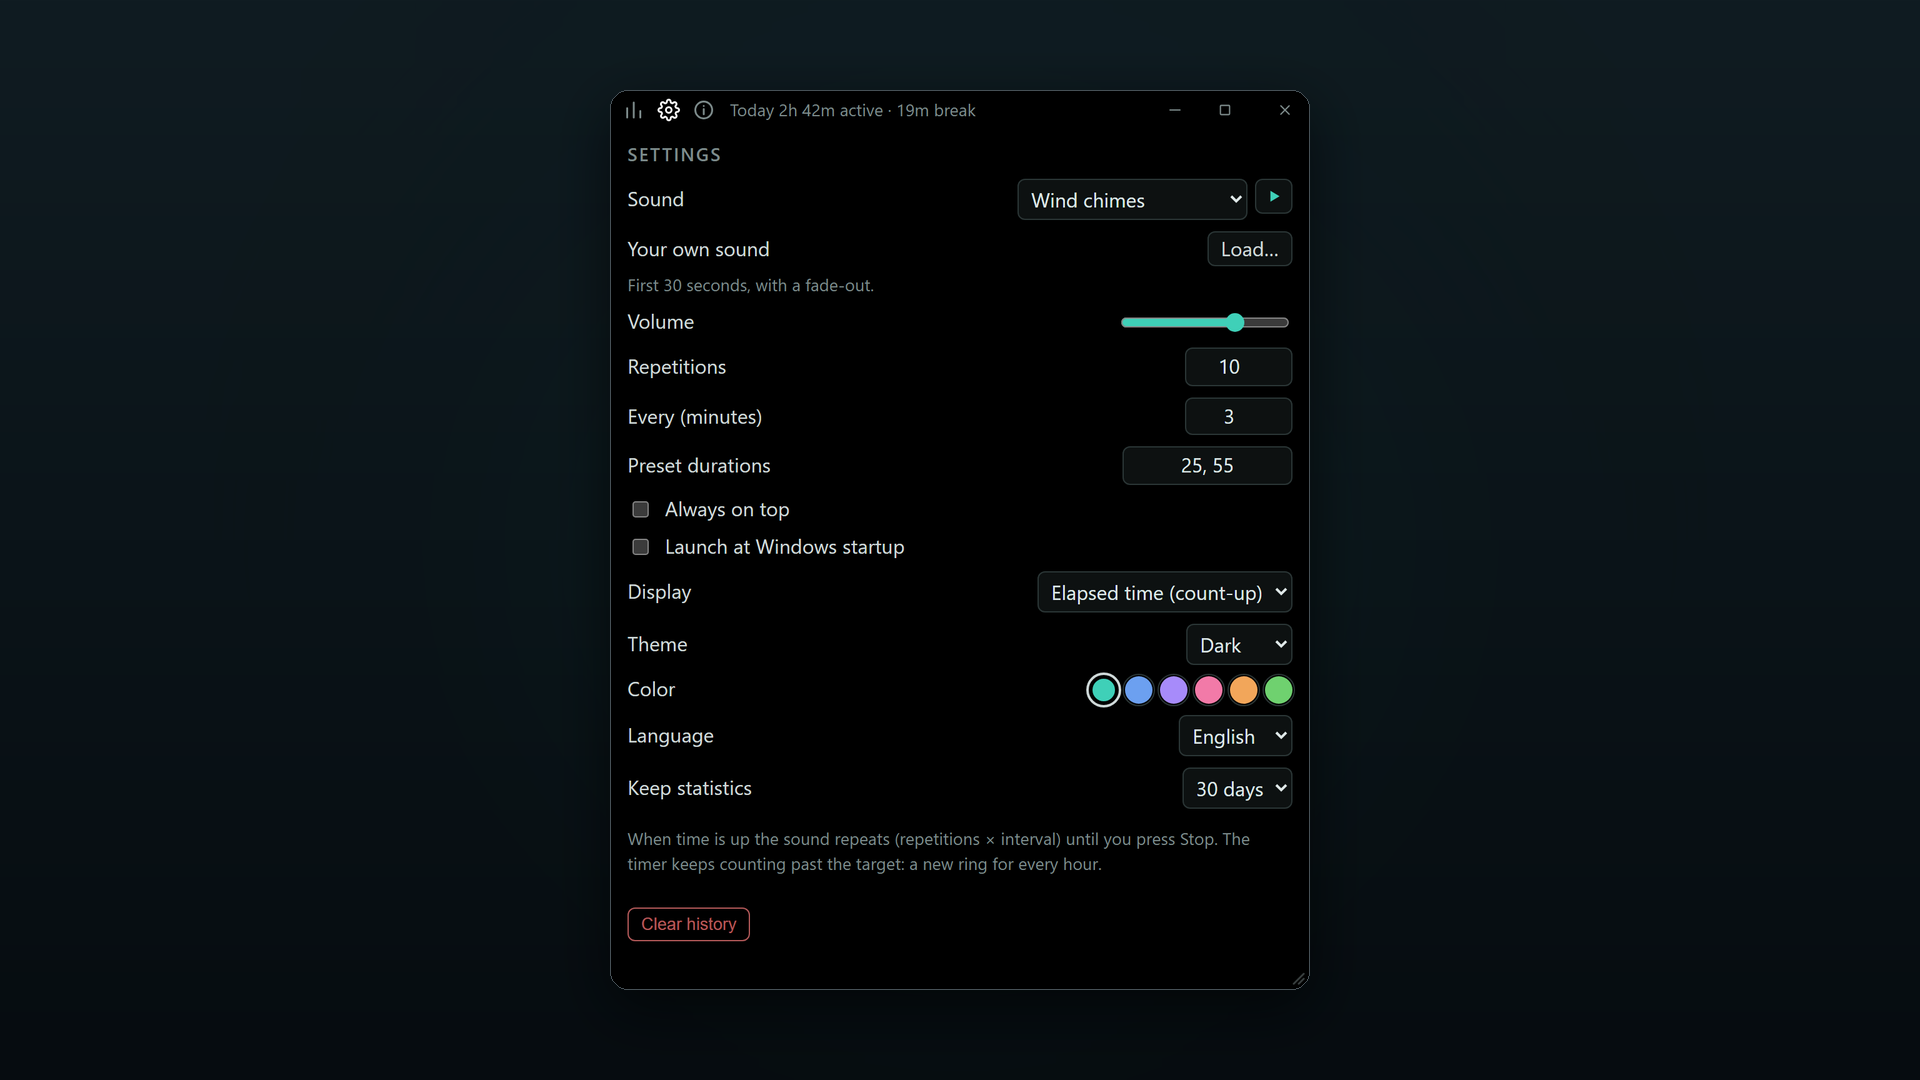 Today 2h 42m active · 19m break
SETTINGS
Sound
Wind chimes
Your own sound
Load...
First 30 seconds, with a fade-out.
Volume
Repetitions
10
Every (minutes)
3
Preset durations
25, 55
Always on top
Launch at Windows startup
Display
Elapsed time (count-up)
Theme
Dark
Color
Language
English
Keep statistics
30 days
When time is up the sound repeats (repetitions × interval) until you press Stop. The
timer keeps counting past the target: a new ring for every hour.
Clear history